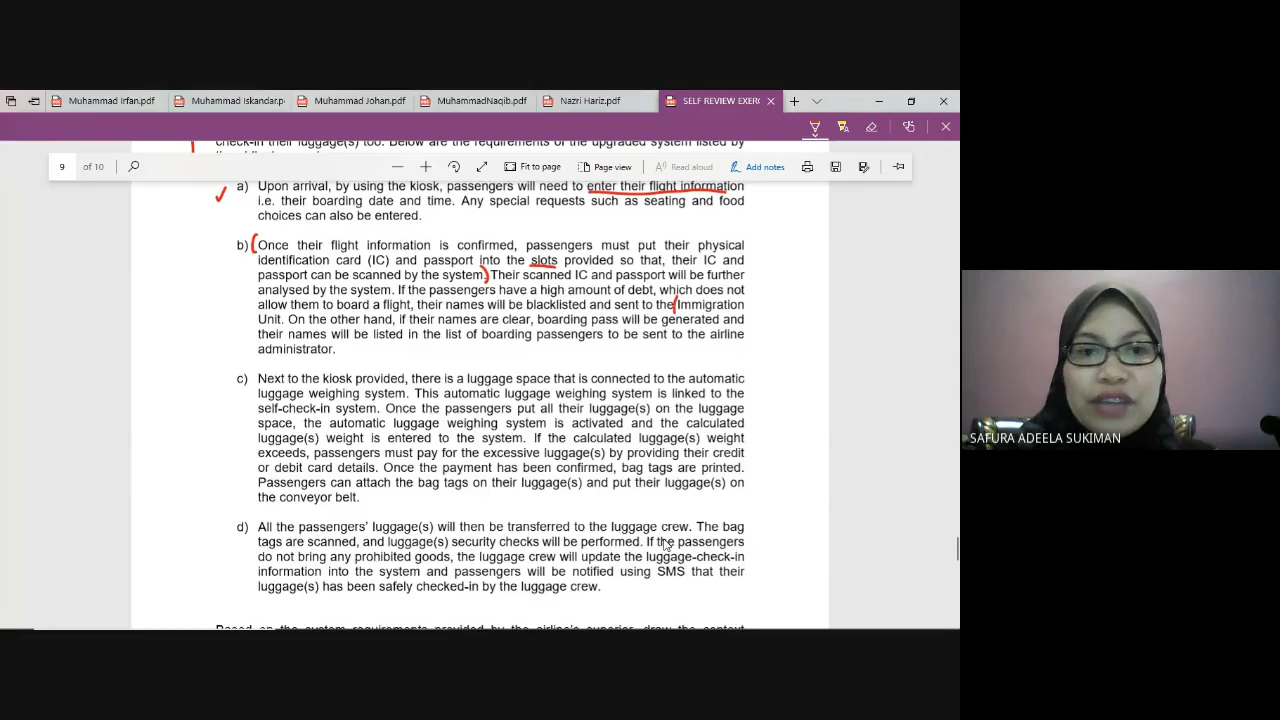 Muhammad Irfan.pdf
Muhammad Iskandar.p
Muhammad Johan.pdf
MuhammadNaqib.pdf
Nazri Hariz.pdf
SELF REVIEW EXER
check-in their luggage(s) too. Below are the requirements of the upgraded system listed by
9 of 10
Fit to page
Page view
Read aloud
Add notes
a) Upon arrival, by using the kiosk, passengers will need to enter their flight information
i.e. their boarding date and time. Any special requests such as seating and food
choices can also be entered.
b) Once their flight information is confirmed, passengers must put their physical
identification card (IC) and passport into the slots provided so that, their IC and
passport can be scanned by the system. Their scanned IC and passport will be further
analysed by the system. If the passengers have a high amount of debt, which does not
allow them to board a flight, their names will be blacklisted and sent to the Immigration
Unit. On the other hand, if their names are clear, boarding pass will be generated and
their names will be listed in the list of boarding passengers to be sent to the airline
administrator.
c) Next to the kiosk provided, there is a luggage space that is connected to the automatic
luggage weighing system. This automatic luggage weighing system is linked to the
self-check-in system. Once the passengers put all their luggage(s) on the luggage
space, the automatic luggage weighing system is activated and the calculated
luggage(s) weight is entered to the system. If the calculated luggage(s) weight
exceeds, passengers must pay for the excessive luggage(s) by providing their credit
or debit card details. Once the payment has been confirmed, bag tags are printed.
Passengers can attach the bag tags on their luggage(s) and put their luggage(s) on
the conveyor belt.
d) All the passengers' luggage(s) will then be transferred to the luggage crew. The bag
tags are scanned, and luggage(s) security checks will be performed. If the passengers
do not bring any prohibited goods, the luggage crew will update the luggage-check-in
information into the system and passengers will be notified using SMS that their
luggage(s) has been safely checked-in by the luggage crew.
Based on the system requirements provided by the airline's superior, draw the context
SAFURA ADEELA SUKIMAN